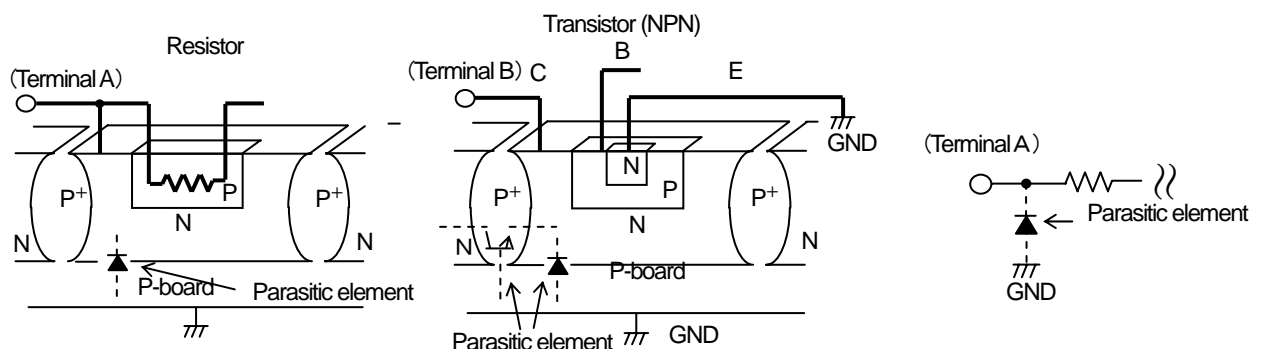 Resistor
(Terminal A)
P+
P
N
P+
N
N
P-board
Parasitic element
Transistor (NPN)
(Terminal B)
C
B
E
GND
P+
N
P
N
P+
N
N
P-board
Parasitic element
GND
(Terminal A)
Parasitic element
GND